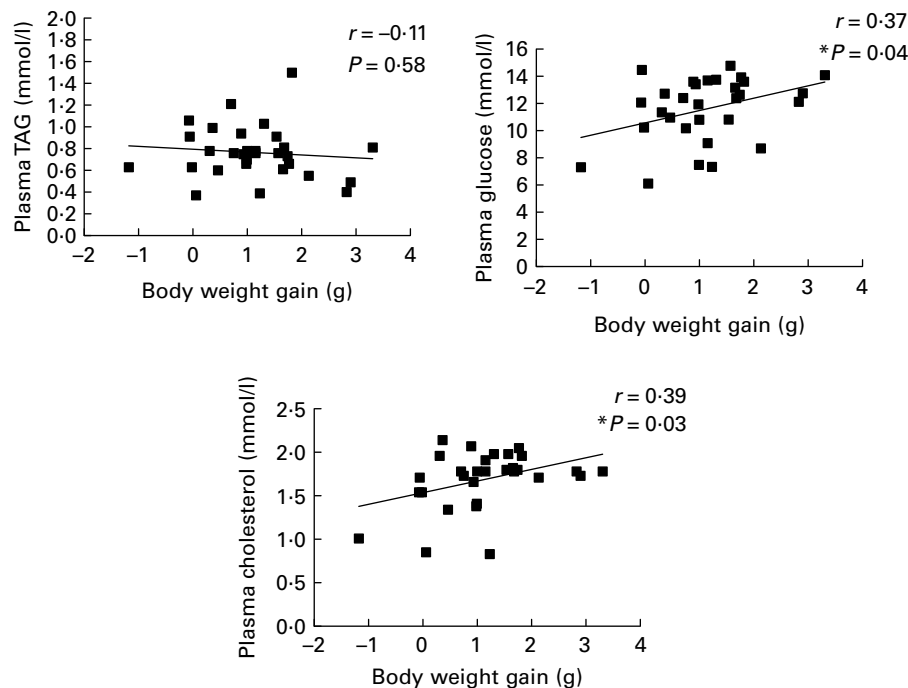 r = –0·11
P = 0·58
Plasma TAG (mmol/l)
2·0
1·8
1·6
1·4
1·2
1·0
0·8
0·6
0·4
0·2
0·0
–2 –1 0 1 2 3 4
Body weight gain (g)
r = 0·37
*P = 0·04
Plasma glucose (mmol/l)
16
14
12
10
8
6
4
2
0
–2 –1 0 1 2 3 4
Body weight gain (g)
r = 0·39
*P = 0·03
Plasma cholesterol (mmol/l)
2·5
2·0
1·5
1·0
0·5
0·0
–2 –1 0 1 2 3 4
Body weight gain (g)